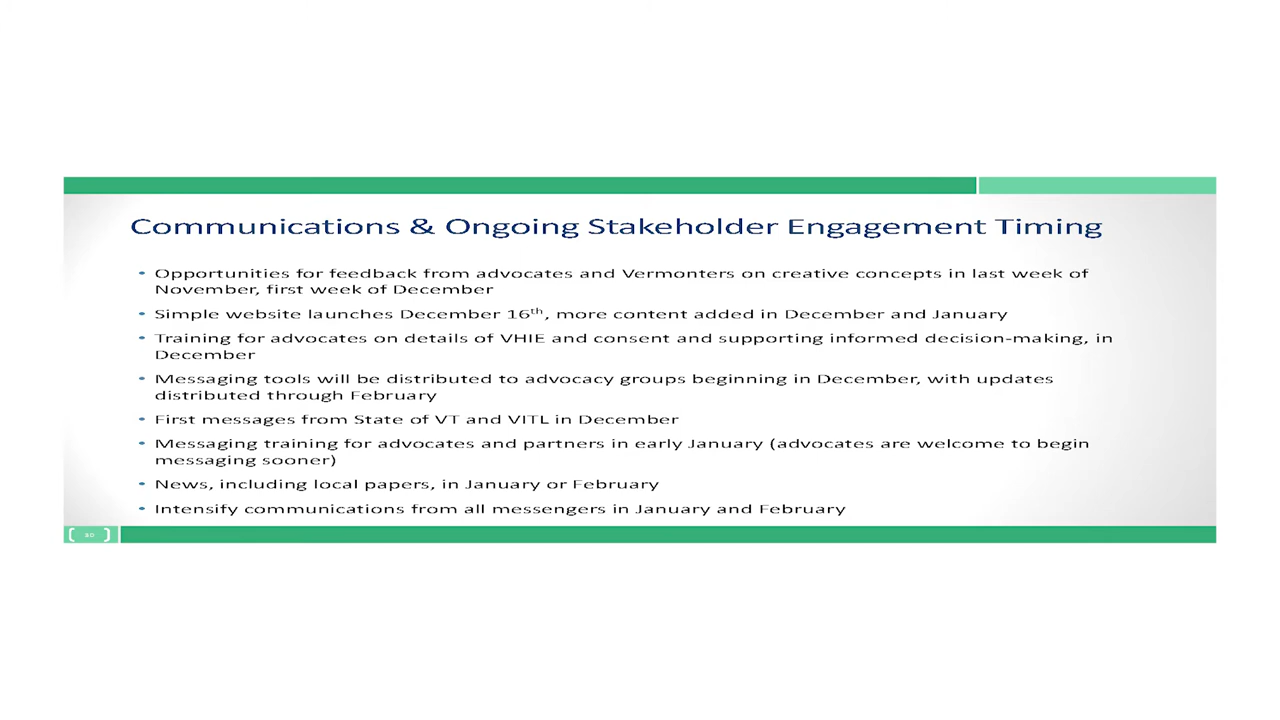 Communications & Ongoing Stakeholder Engagement Timing
• Opportunities for feedback from advocates and Vermonters on creative concepts in last week of
November, first week of December
• Simple website launches December 16th, more content added in December and January
• Training for advocates on details of VHIE and consent and supporting informed decision-making, in
December
• Messaging tools will be distributed to advocacy groups beginning in December, with updates
distributed through February
• First messages from State of VT and VITL in December
• Messaging training for advocates and partners in early January (advocates are welcome to begin
messaging sooner)
• News, including local papers, in January or February
• Intensify communications from all messengers in January and February